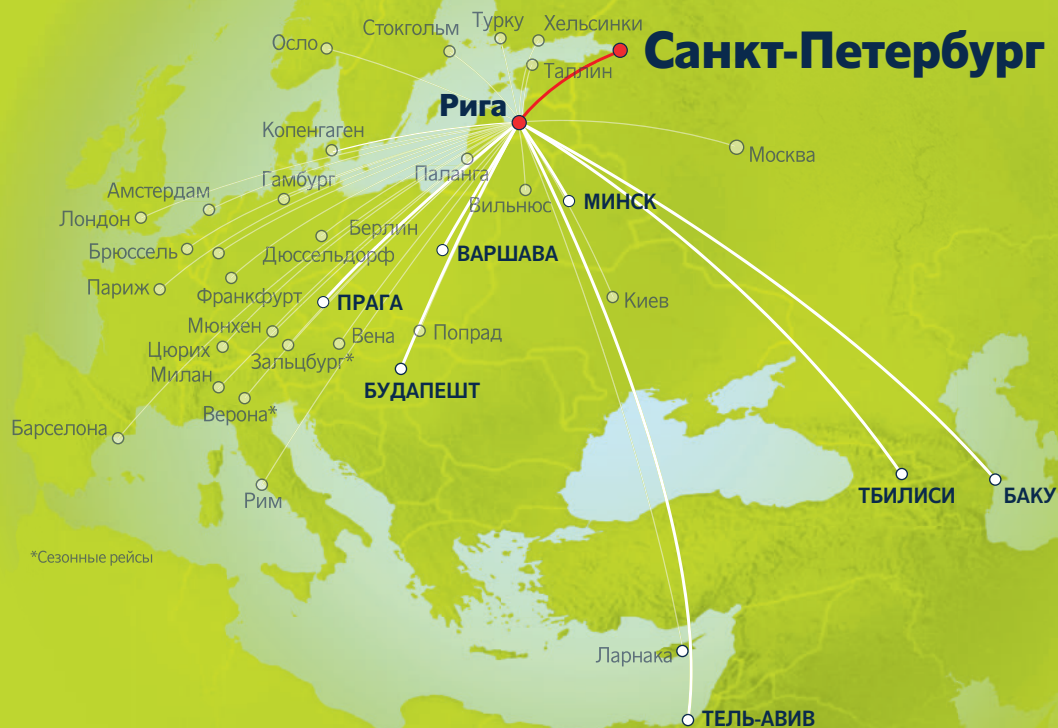 Турку
Хельсинки
Стокгольм
Осло
Санкт-Петербург
Таллин
Рига
Копенгаген
Москва
Паланга
Гамбург
Амстердам
Вильнюс
МИНСК
Лондон
Берлин
Брюссель
Дюссельдорф
ВАРШАВА
Париж
Франкфурт
ПРАГА
Киев
Мюнхен
Вена
Попрад
Цюрих
Зальцбург*
Милан
БУДАПЕШТ
Верона*
Барселона
Рим
ТБИЛИСИ
БАКУ
*Сезонные рейсы
Ларнака
ТЕЛЬ-АВИВ